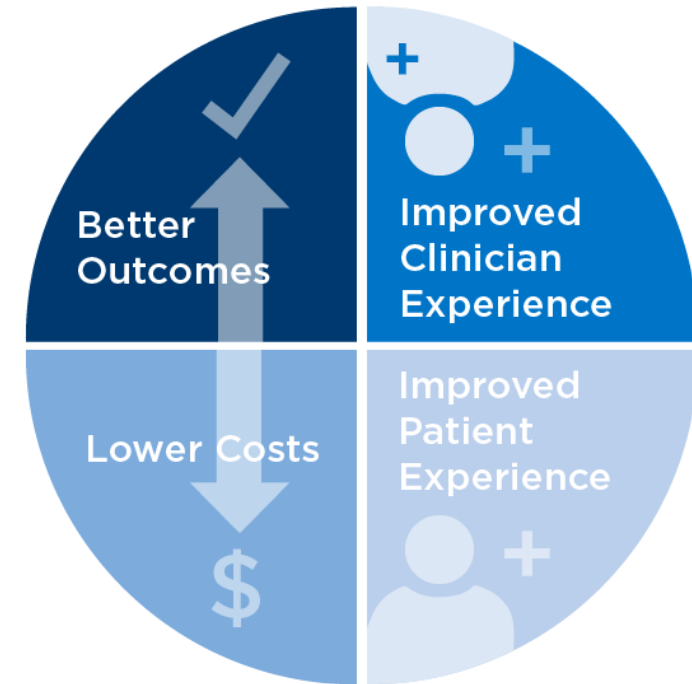 Better
Outcomes
Improved
Clinician
Experience
Lower Costs
$
Improved
Patient
Experience